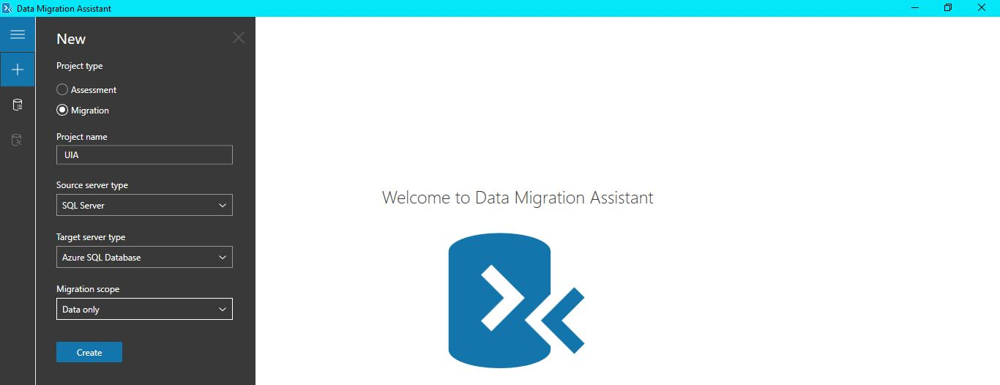 Data Migration Assistant
New
Project type
Assessment
Migration
Project name
UIA
Source server type
SQL Server
Target server type
Azure SQL Database
Migration scope
Data only
Create
Welcome to Data Migration Assistant